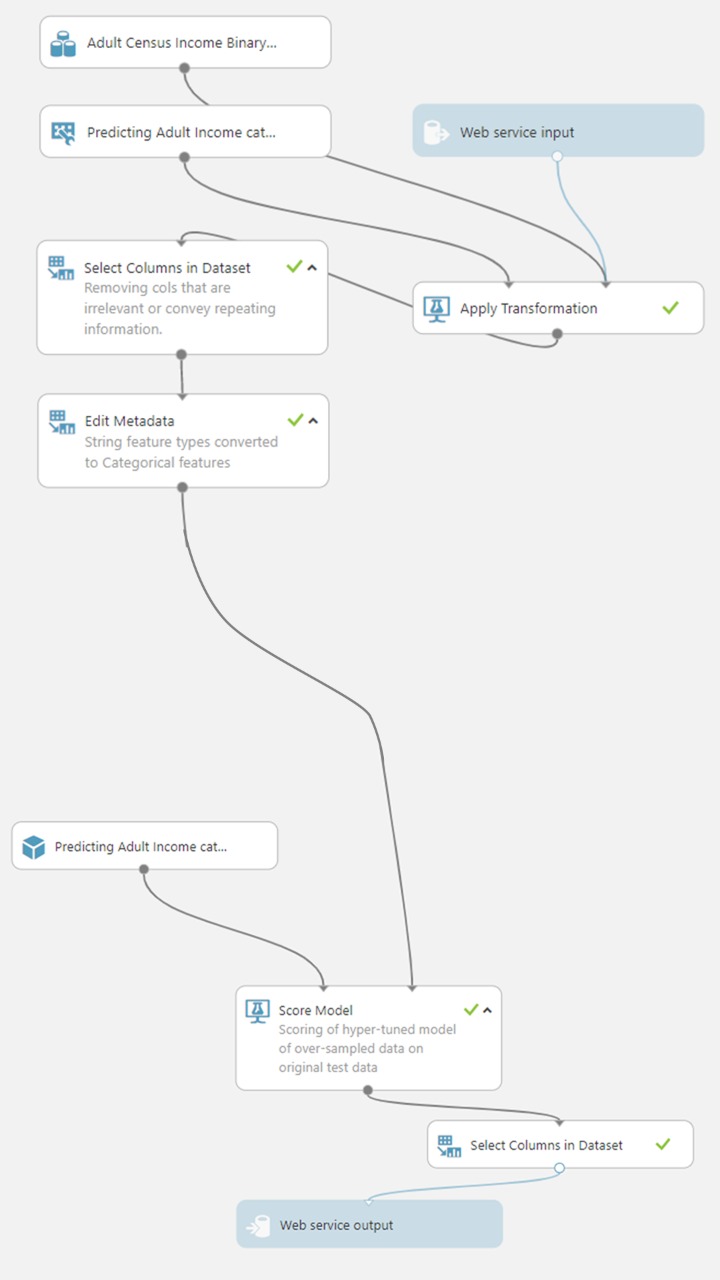 Adult Census Income Binary...
Predicting Adult Income cat...
Web service input
Select Columns in Dataset
Removing cols that are
irrelevant or convey repeating
information.
Apply Transformation
Edit Metadata
String feature types converted
to Categorical features
Predicting Adult Income cat...
Score Model
Scoring of hyper-tuned model
of over-sampled data on
original test data
Select Columns in Dataset
Web service output